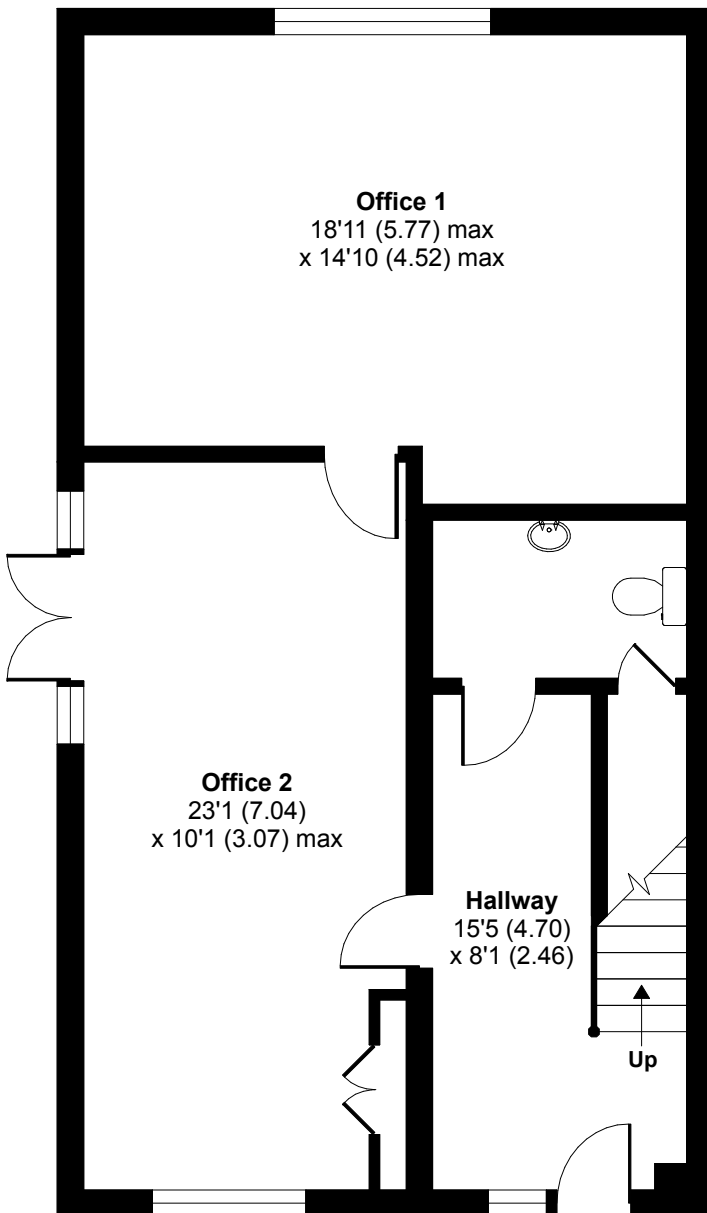 Office 1
18'11 (5.77) max
x 14'10 (4.52) max
Office 2
23'1 (7.04)
x 10'1 (3.07) max
Hallway
15'5 (4.70)
x 8'1 (2.46)
Up